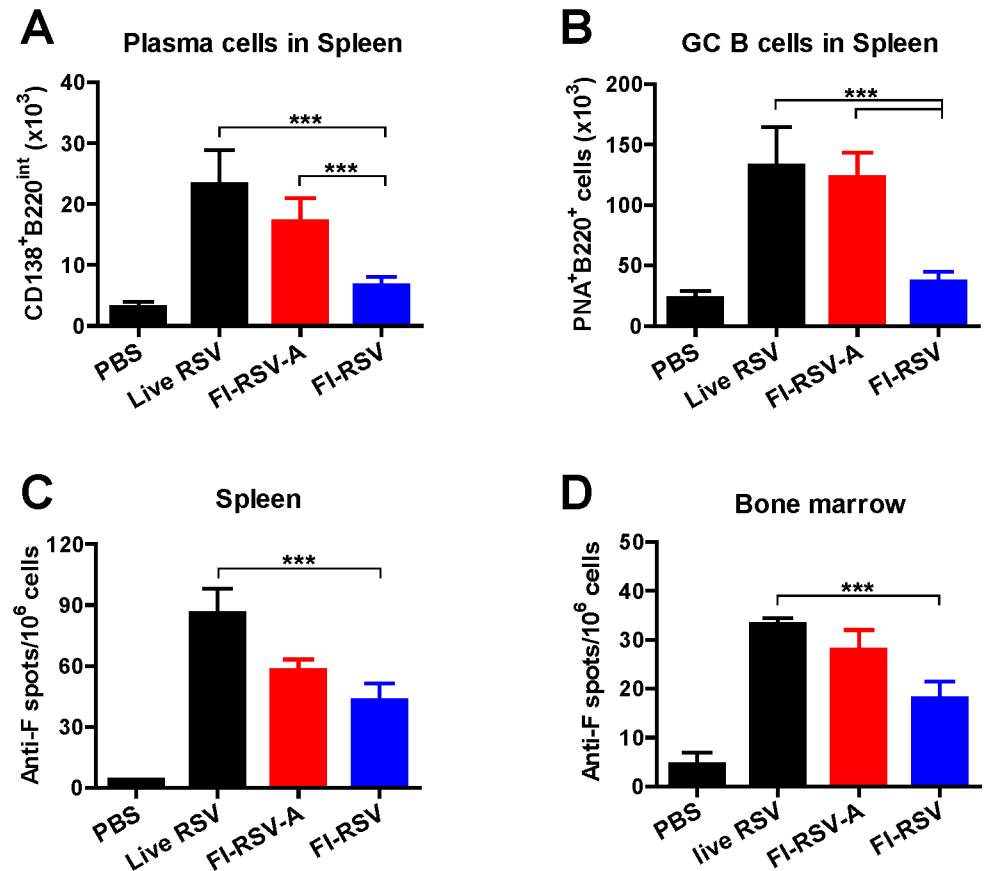 A
Plasma cells in Spleen
CD138⁺B220ⁱⁿᵗ (x10³)
40
30
20
10
0
***
***
PBS
Live RSV
FI-RSV-A
FI-RSV
B
GC B cells in Spleen
PNA⁺B220⁺ cells (x10³)
200
150
100
50
0
***
PBS
Live RSV
FI-RSV-A
FI-RSV
C
Spleen
Anti-F spots/10⁶ cells
120
90
60
30
0
***
PBS
Live RSV
FI-RSV-A
FI-RSV
D
Bone marrow
Anti-F spots/10⁶ cells
50
40
30
20
10
0
***
PBS
live RSV
FI-RSV-A
FI-RSV